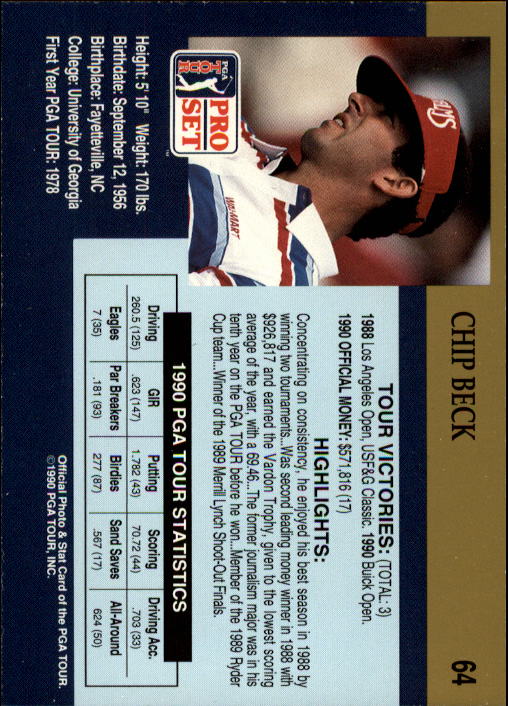 CHIP BECK
64
TOUR VICTORIES: (TOTAL: 3)
1988 Los Angeles Open, USF&G Classic. 1990 Buick Open.
1990 OFFICIAL MONEY: $571,816 (17)
HIGHLIGHTS:
Concentrating on consistency, he enjoyed his best season in 1988 by
winning two tournaments...Was second leading money winner in 1988 with
$926,817 and earned the Vardon Trophy, given to the lowest scoring
average of the year, with a 69.46...The former journalism major was in his
tenth year on the PGA TOUR before he won...Member of the 1989 Ryder
Cup team...Winner of the 1989 Merrill Lynch Shoot-Out Finals.
WAL-MART
PGA
TOUR
PRO
SET
™
Height: 5' 10" Weight: 170 lbs.
Birthdate: September 12, 1956
Birthplace: Fayetteville, NC
College: University of Georgia
First Year PGA TOUR: 1978
1990 PGA TOUR STATISTICS
Driving GIR Putting Scoring Driving Acc.
260.5 (125) .623 (147) 1.782 (43) 70.72 (44) .703 (33)
Eagles Par Breakers Birdies Sand Saves All-Around
7 (35) .181 (93) 277 (87) .567 (17) 624 (50)
Official Photo & Stat Card of the PGA TOUR.
©1990 PGA TOUR, INC.